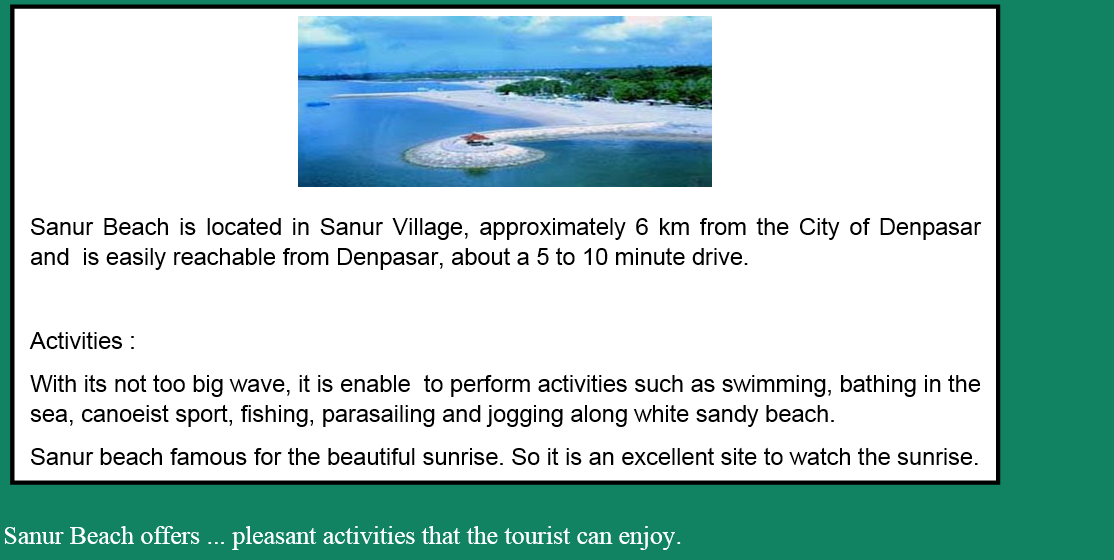 Sanur Beach is located in Sanur Village, approximately 6 km from the City of Denpasar
and is easily reachable from Denpasar, about a 5 to 10 minute drive.
Activities :
With its not too big wave, it is enable to perform activities such as swimming, bathing in the
sea, canoeist sport, fishing, parasailing and jogging along white sandy beach.
Sanur beach famous for the beautiful sunrise. So it is an excellent site to watch the sunrise.
Sanur Beach offers ... pleasant activities that the tourist can enjoy.